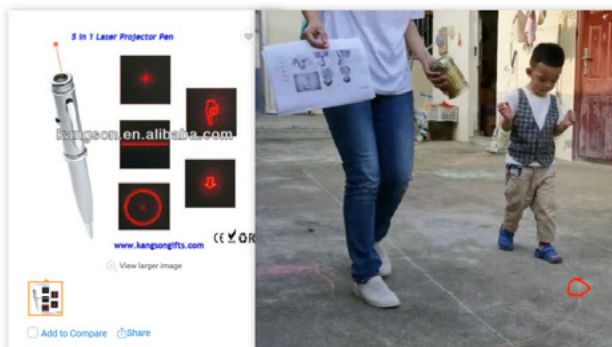 5 in 1 Laser Projector Pen
kangson.en.alibaba.com
www.kangsongifts.com
View larger image
Add to Compare
Share